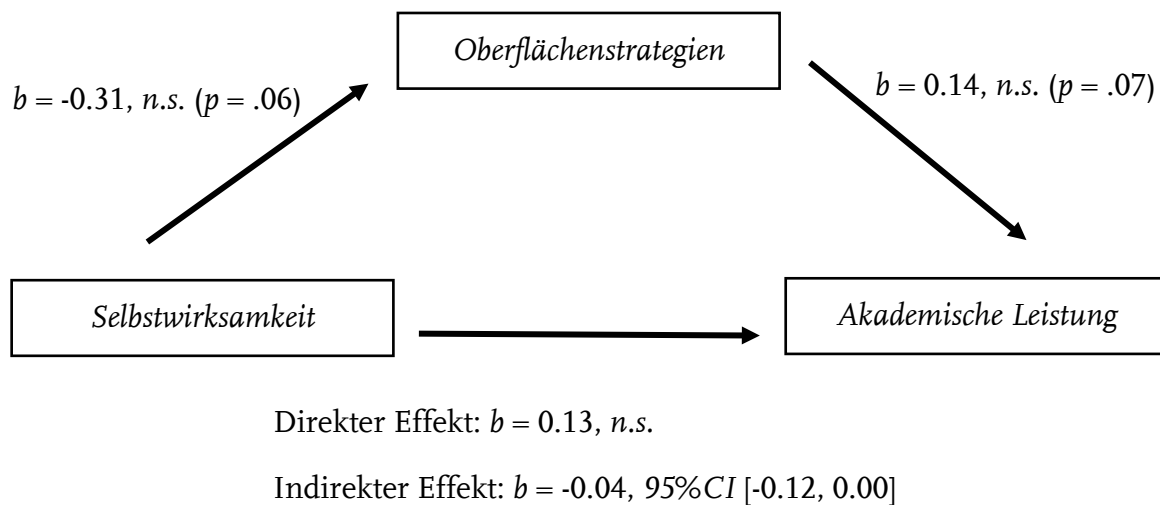 Oberflächenstrategien
b = -0.31, n.s. (p = .06)
b = 0.14, n.s. (p = .07)
Selbstwirksamkeit
Akademische Leistung
Direkter Effekt: b = 0.13, n.s.
Indirekter Effekt: b = -0.04, 95%CI [-0.12, 0.00]